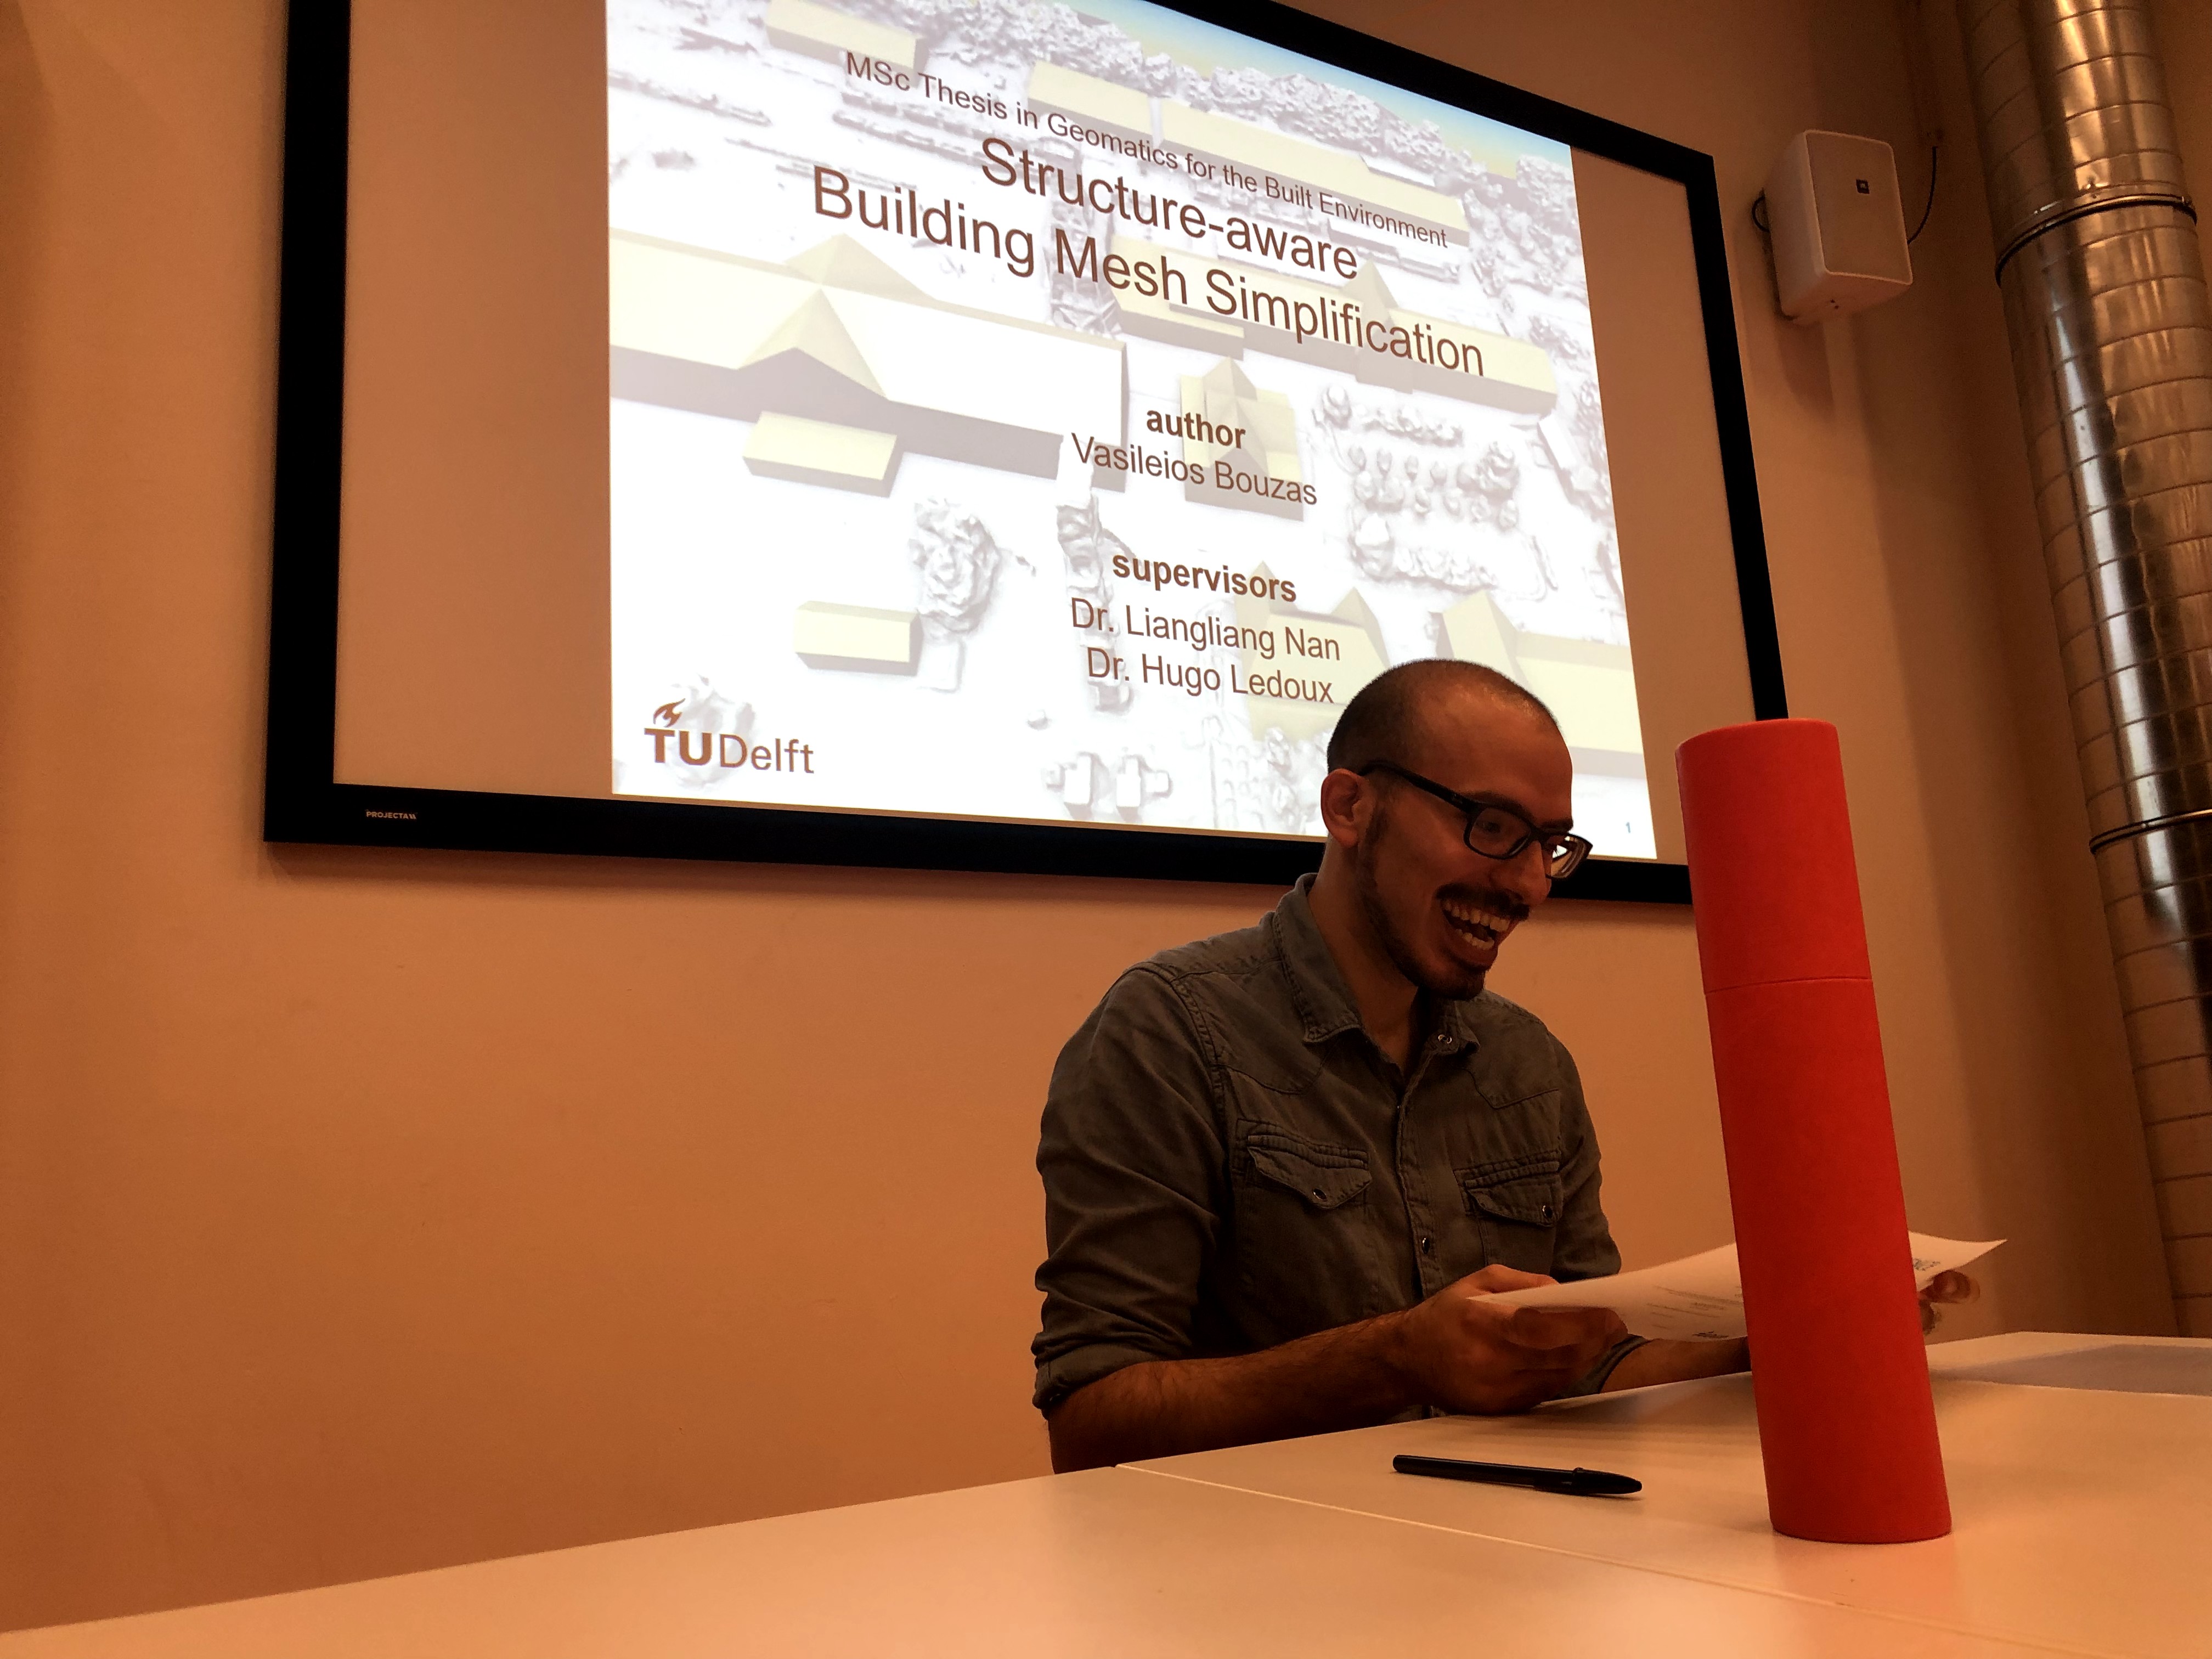 MSc Thesis in Geomatics for the Built Environment
Structure-aware
Building Mesh Simplification
author
Vasileios Bouzas
supervisors
Dr. Liangliang Nan
Dr. Hugo Ledoux
TUDelft
1
PROJECTA